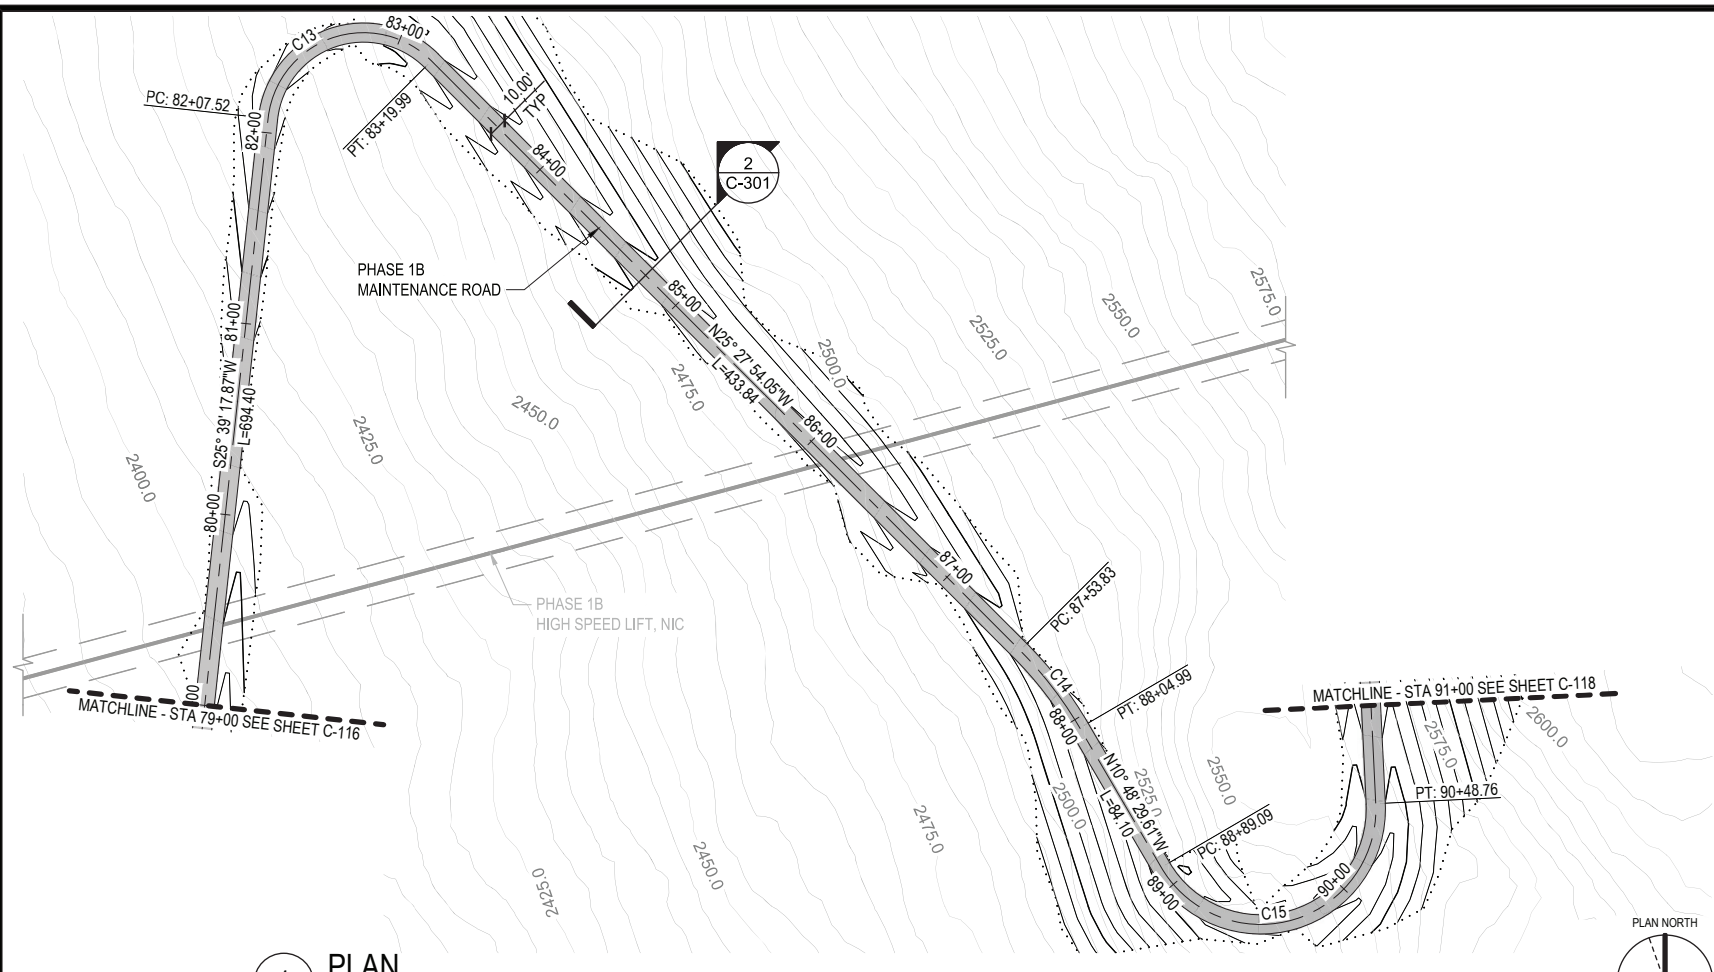 C13
83+00
PC: 82+07.52
82+00
PT: 83+19.99
10.00'
TYP
84+00
2
C-301
PHASE 1B
MAINTENANCE ROAD
81+00
85+00
N25° 27' 54.05"W
L=433.84
86+00
2475.0
2500.0
2525.0
2550.0
2575.0
2450.0
2425.0
2400.0
S25° 39' 17.87"W
L=694.40
80+00
87+00
PHASE 1B
HIGH SPEED LIFT, NIC
PC: 87+53.83
C14
PT: 88+04.99
88+00
00
MATCHLINE - STA 79+00 SEE SHEET C-116
MATCHLINE - STA 91+00 SEE SHEET C-118
2600.0
2575.0
PT: 90+48.76
N10° 48' 29.61"W
L=84.10
2525.0
2550.0
2500.0
PC: 88+89.09
2475.0
2450.0
2425.0
89+00
90+00
C15
PLAN NORTH
PLAN